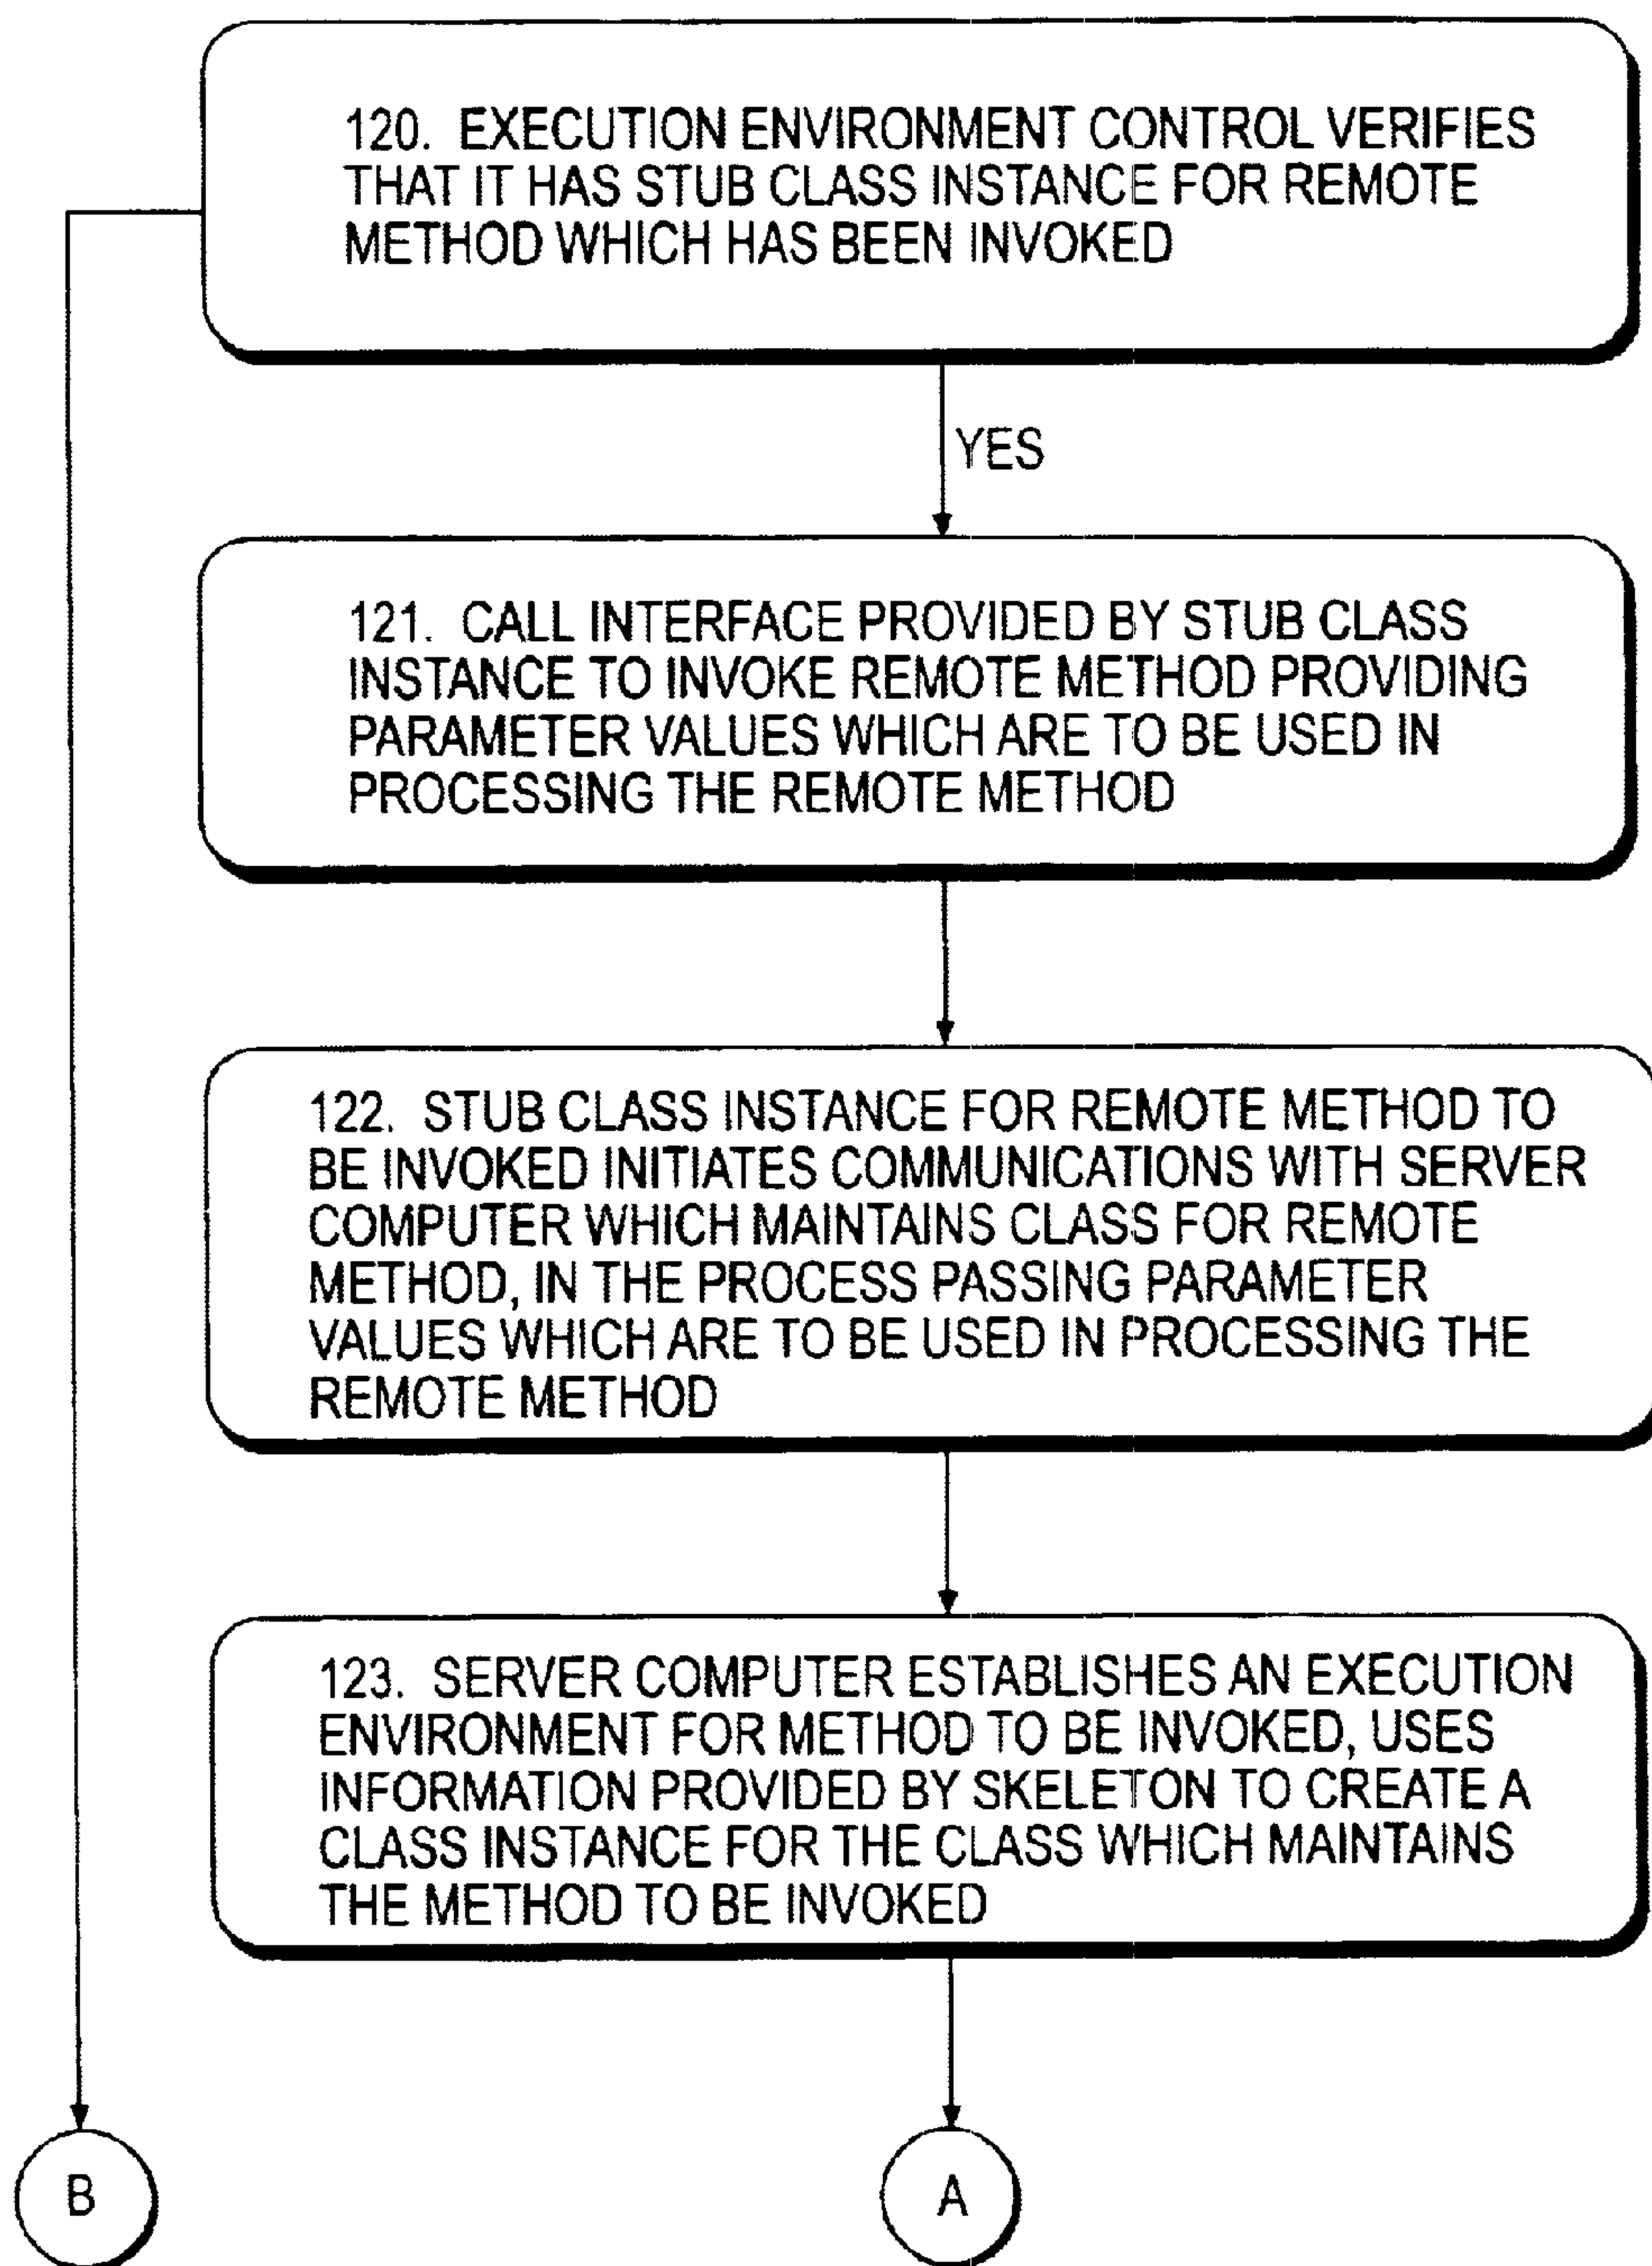 120. EXECUTION ENVIRONMENT CONTROL VERIFIES
THAT IT HAS STUB CLASS INSTANCE FOR REMOTE
METHOD WHICH HAS BEEN INVOKED
YES
121. CALL INTERFACE PROVIDED BY STUB CLASS
INSTANCE TO INVOKE REMOTE METHOD PROVIDING
PARAMETER VALUES WHICH ARE TO BE USED IN
PROCESSING THE REMOTE METHOD
122. STUB CLASS INSTANCE FOR REMOTE METHOD TO
BE INVOKED INITIATES COMMUNICATIONS WITH SERVER
COMPUTER WHICH MAINTAINS CLASS FOR REMOTE
METHOD, IN THE PROCESS PASSING PARAMETER
VALUES WHICH ARE TO BE USED IN PROCESSING THE
REMOTE METHOD
123. SERVER COMPUTER ESTABLISHES AN EXECUTION
ENVIRONMENT FOR METHOD TO BE INVOKED, USES
INFORMATION PROVIDED BY SKELETON TO CREATE A
CLASS INSTANCE FOR THE CLASS WHICH MAINTAINS
THE METHOD TO BE INVOKED
B
A